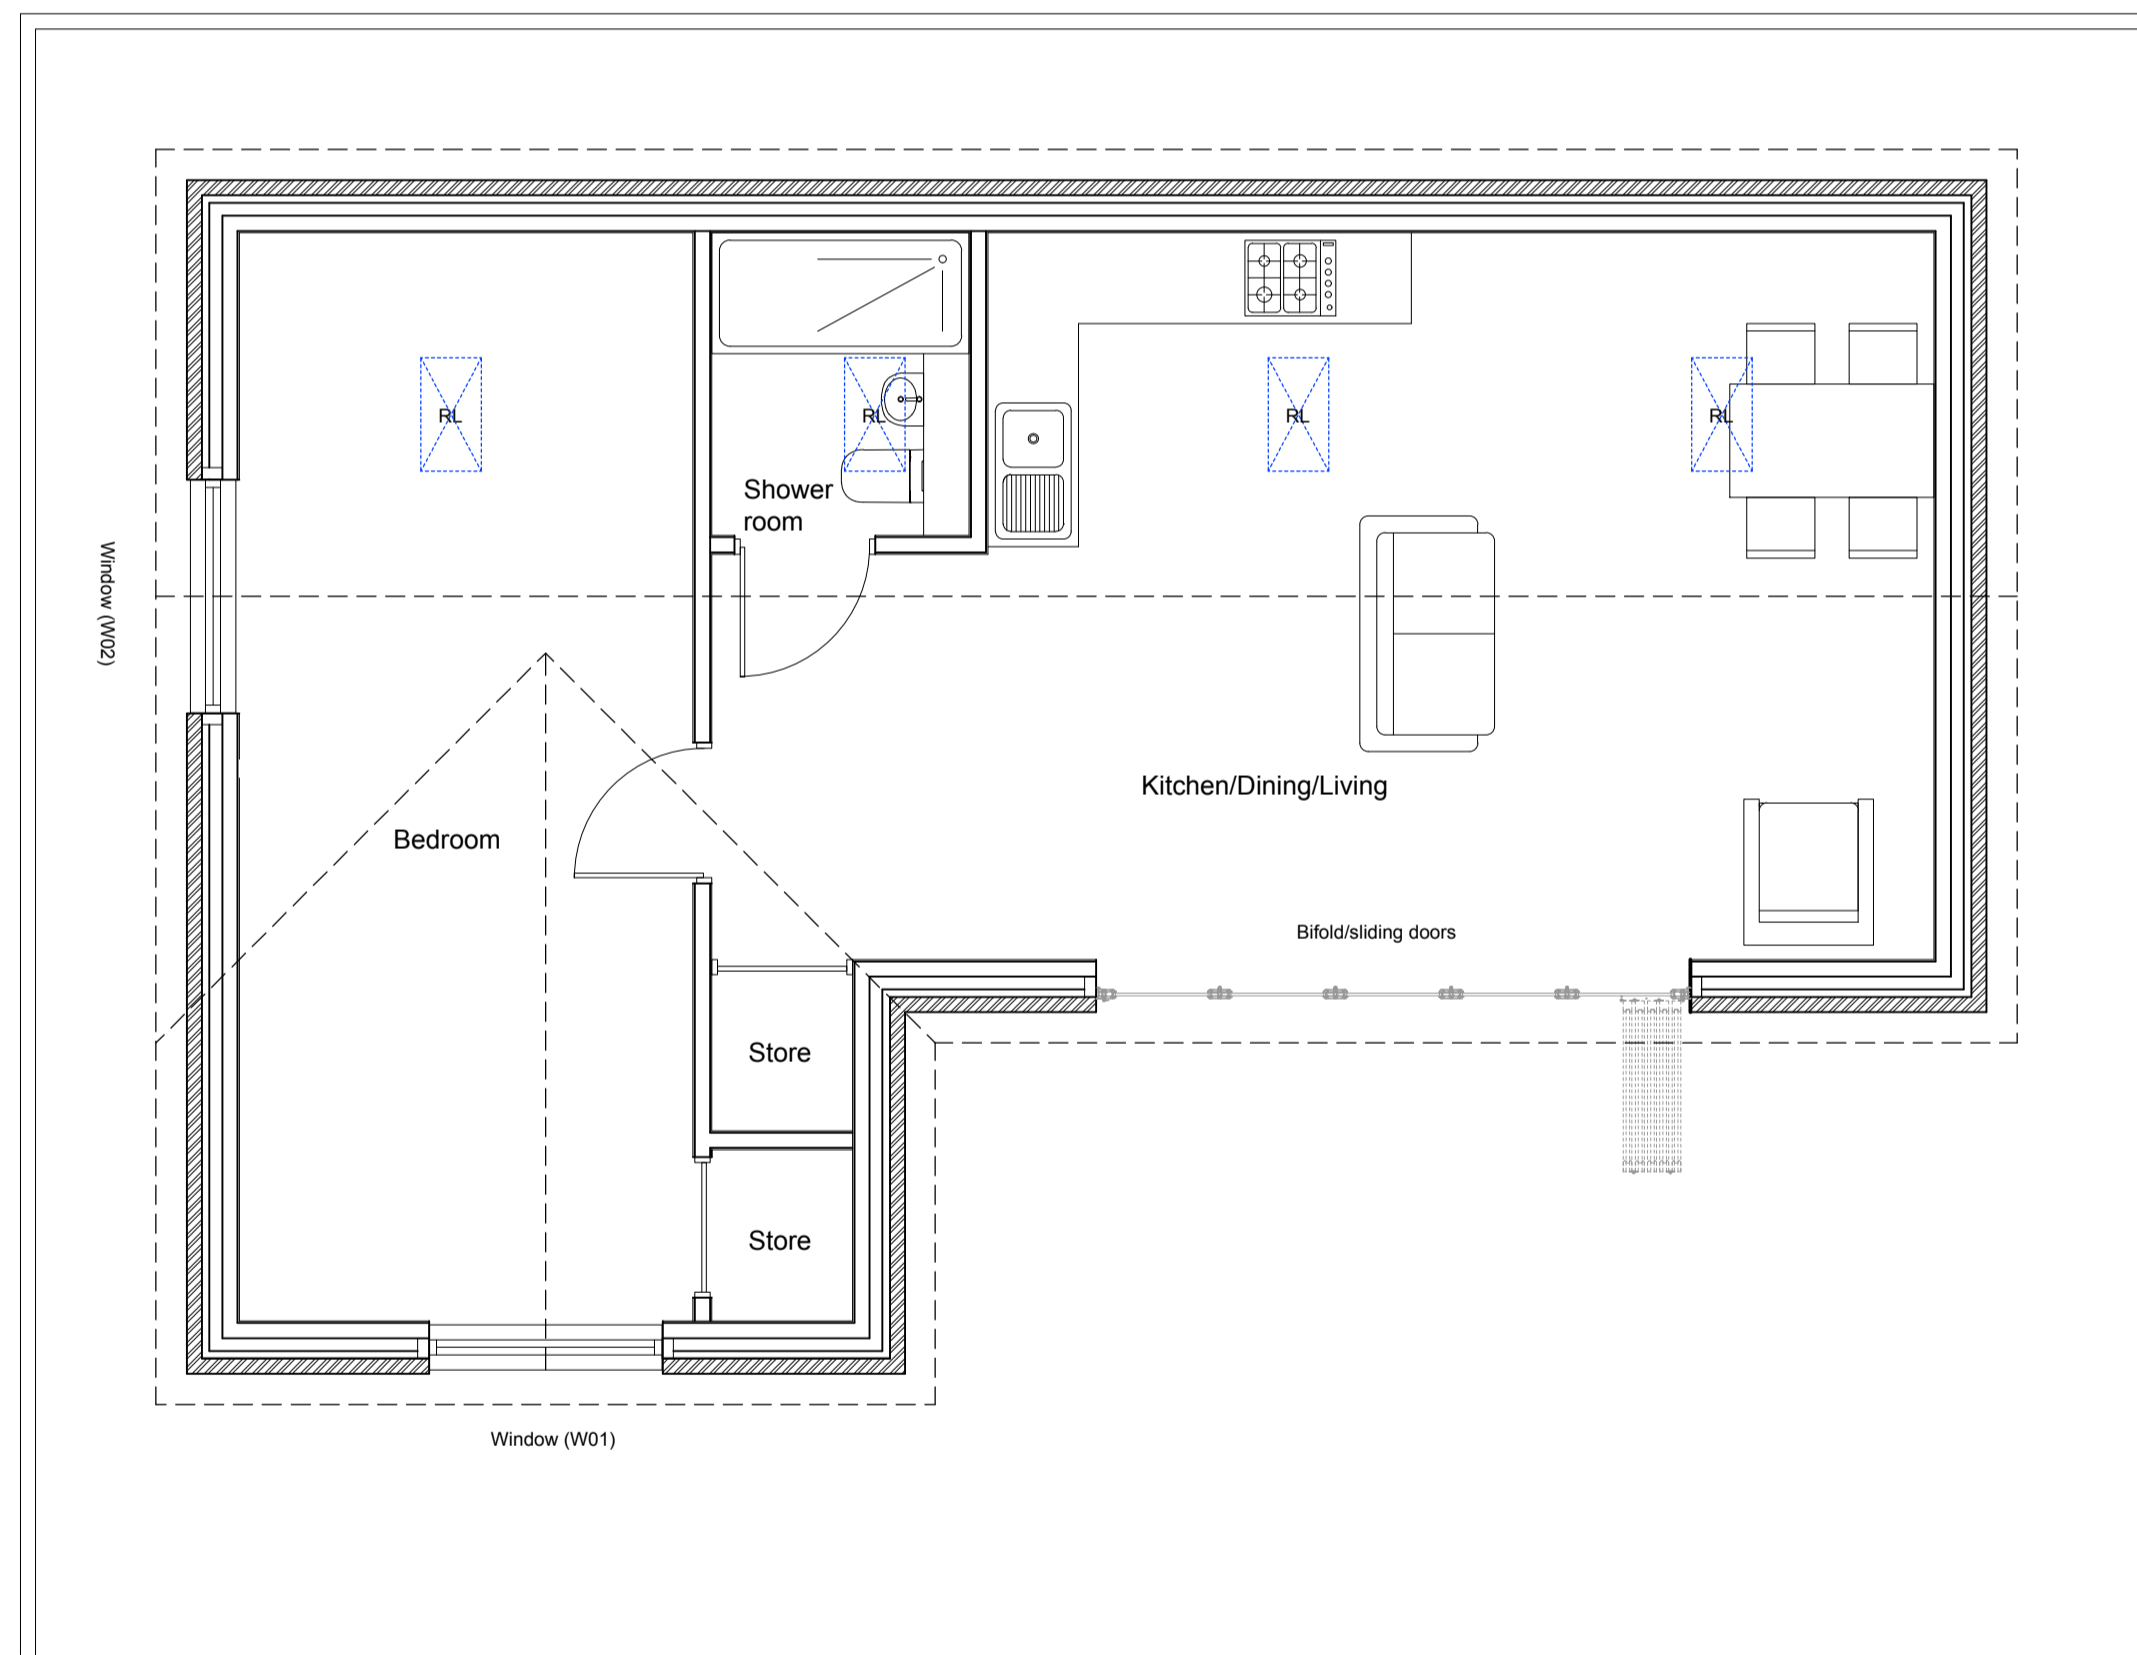 RL
RL
RL
RL
Shower
room
Window (W02)
Kitchen/Dining/Living
Bedroom
Bifold/sliding doors
Store
Store
Window (W01)